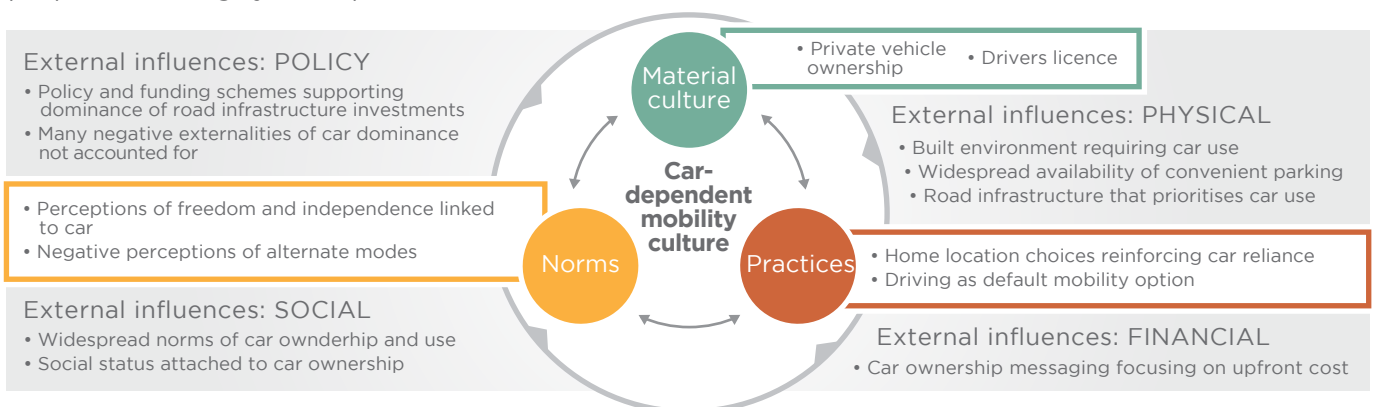 External influences: POLICY
• Policy and funding schemes supporting
dominance of road infrastructure investments
• Many negative externalities of car dominance
not accounted for
• Perceptions of freedom and independence linked
to car
• Negative perceptions of alternate modes
External influences: SOCIAL
• Widespread norms of car ownderhip and use
• Social status attached to car ownership
Material
culture
Car-
dependent
mobility
culture
Norms
Practices
• Private vehicle
ownership
• Drivers licence
External influences: PHYSICAL
• Built environment requiring car use
• Widespread availability of convenient parking
• Road infrastructure that prioritises car use
• Home location choices reinforcing car reliance
• Driving as default mobility option
External influences: FINANCIAL
• Car ownership messaging focusing on upfront cost